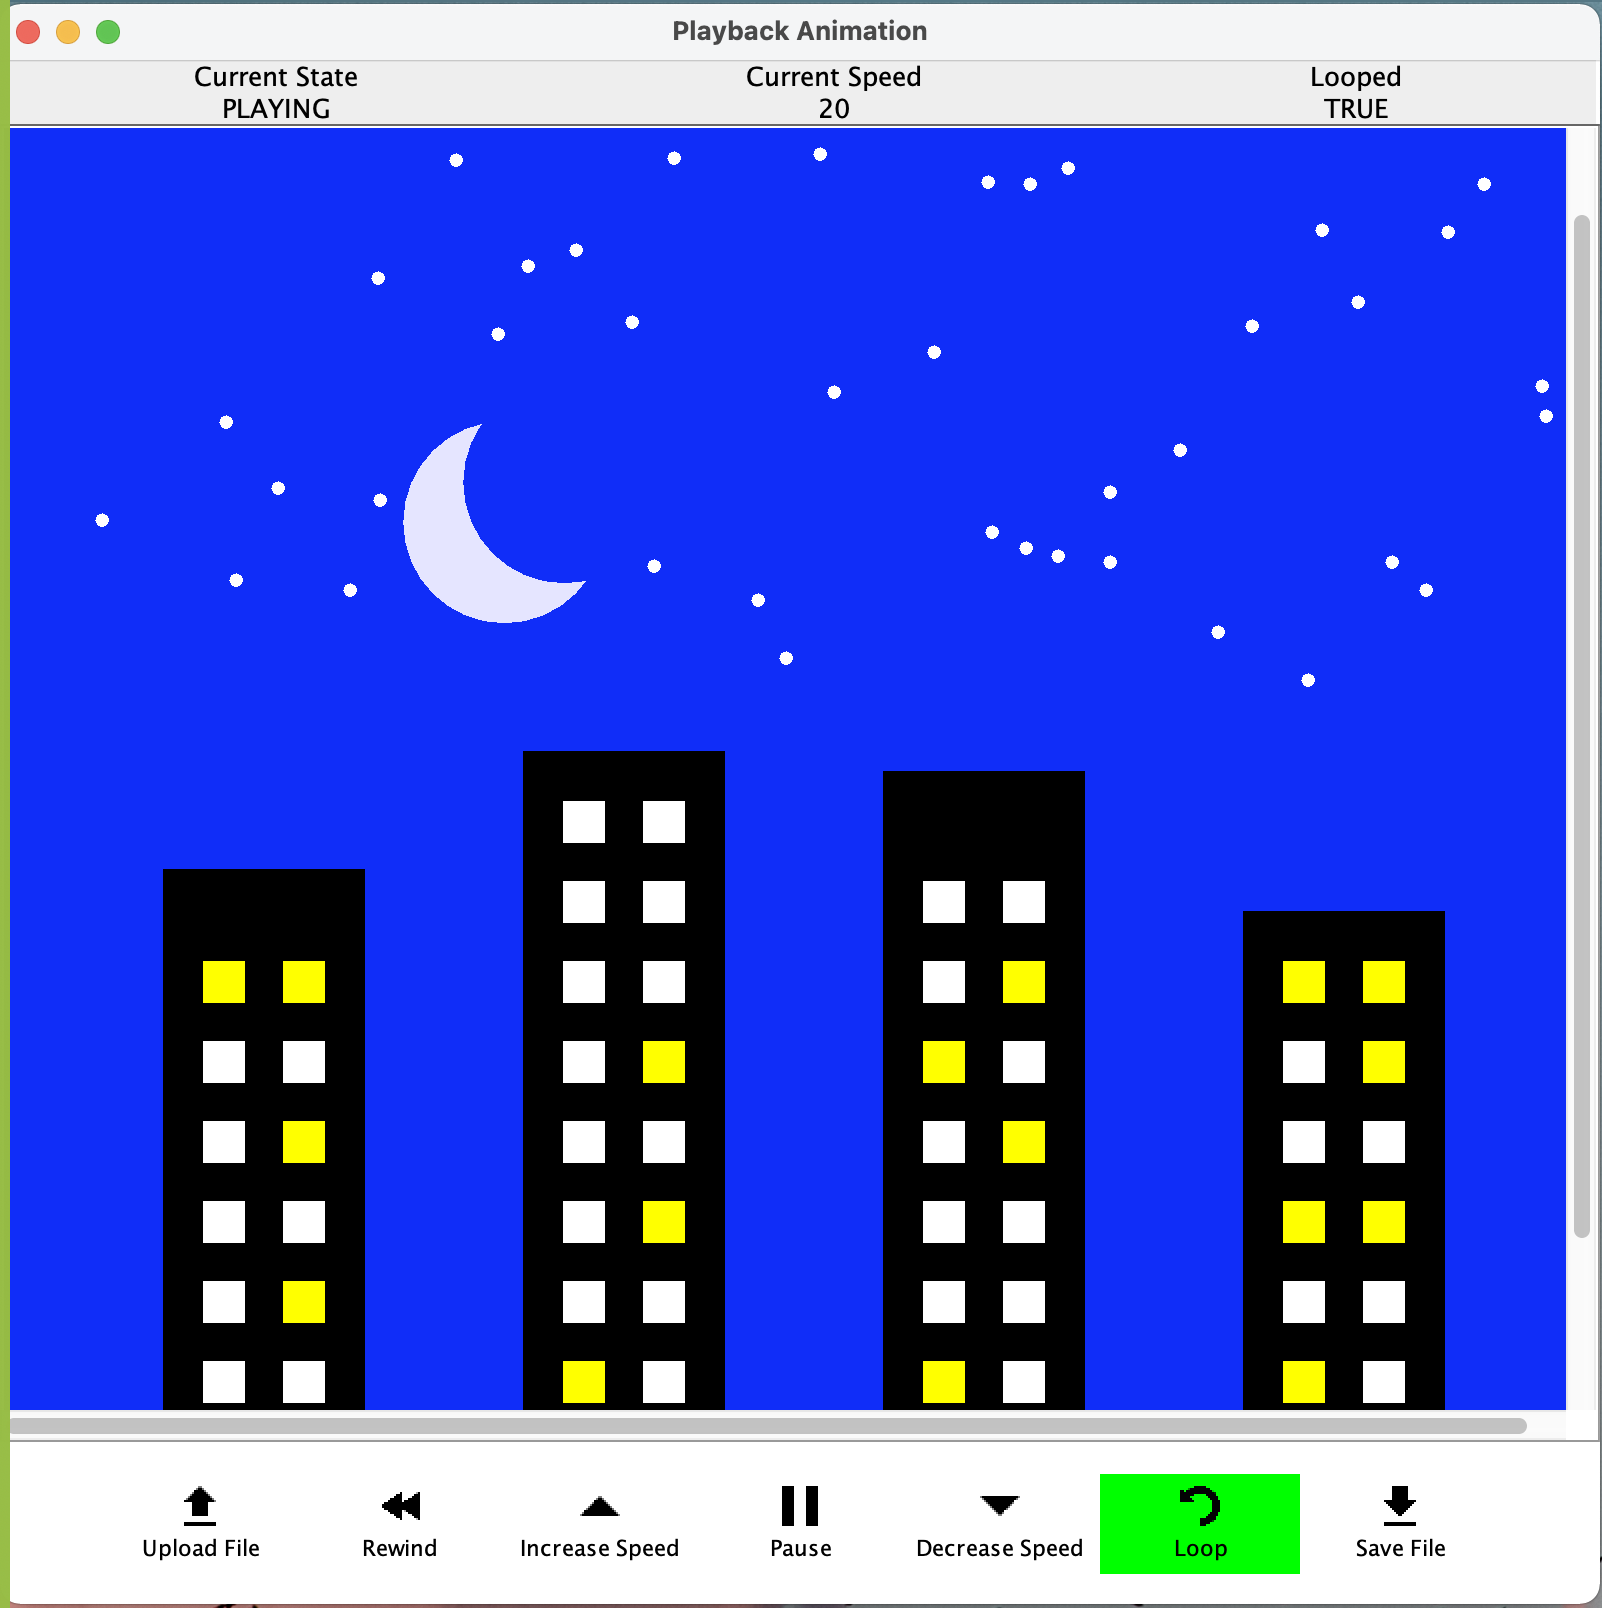 Playback Animation
Current State
PLAYING
Current Speed
20
Looped
TRUE
Upload File
Rewind
Increase Speed
Pause
Decrease Speed
Loop
Save File